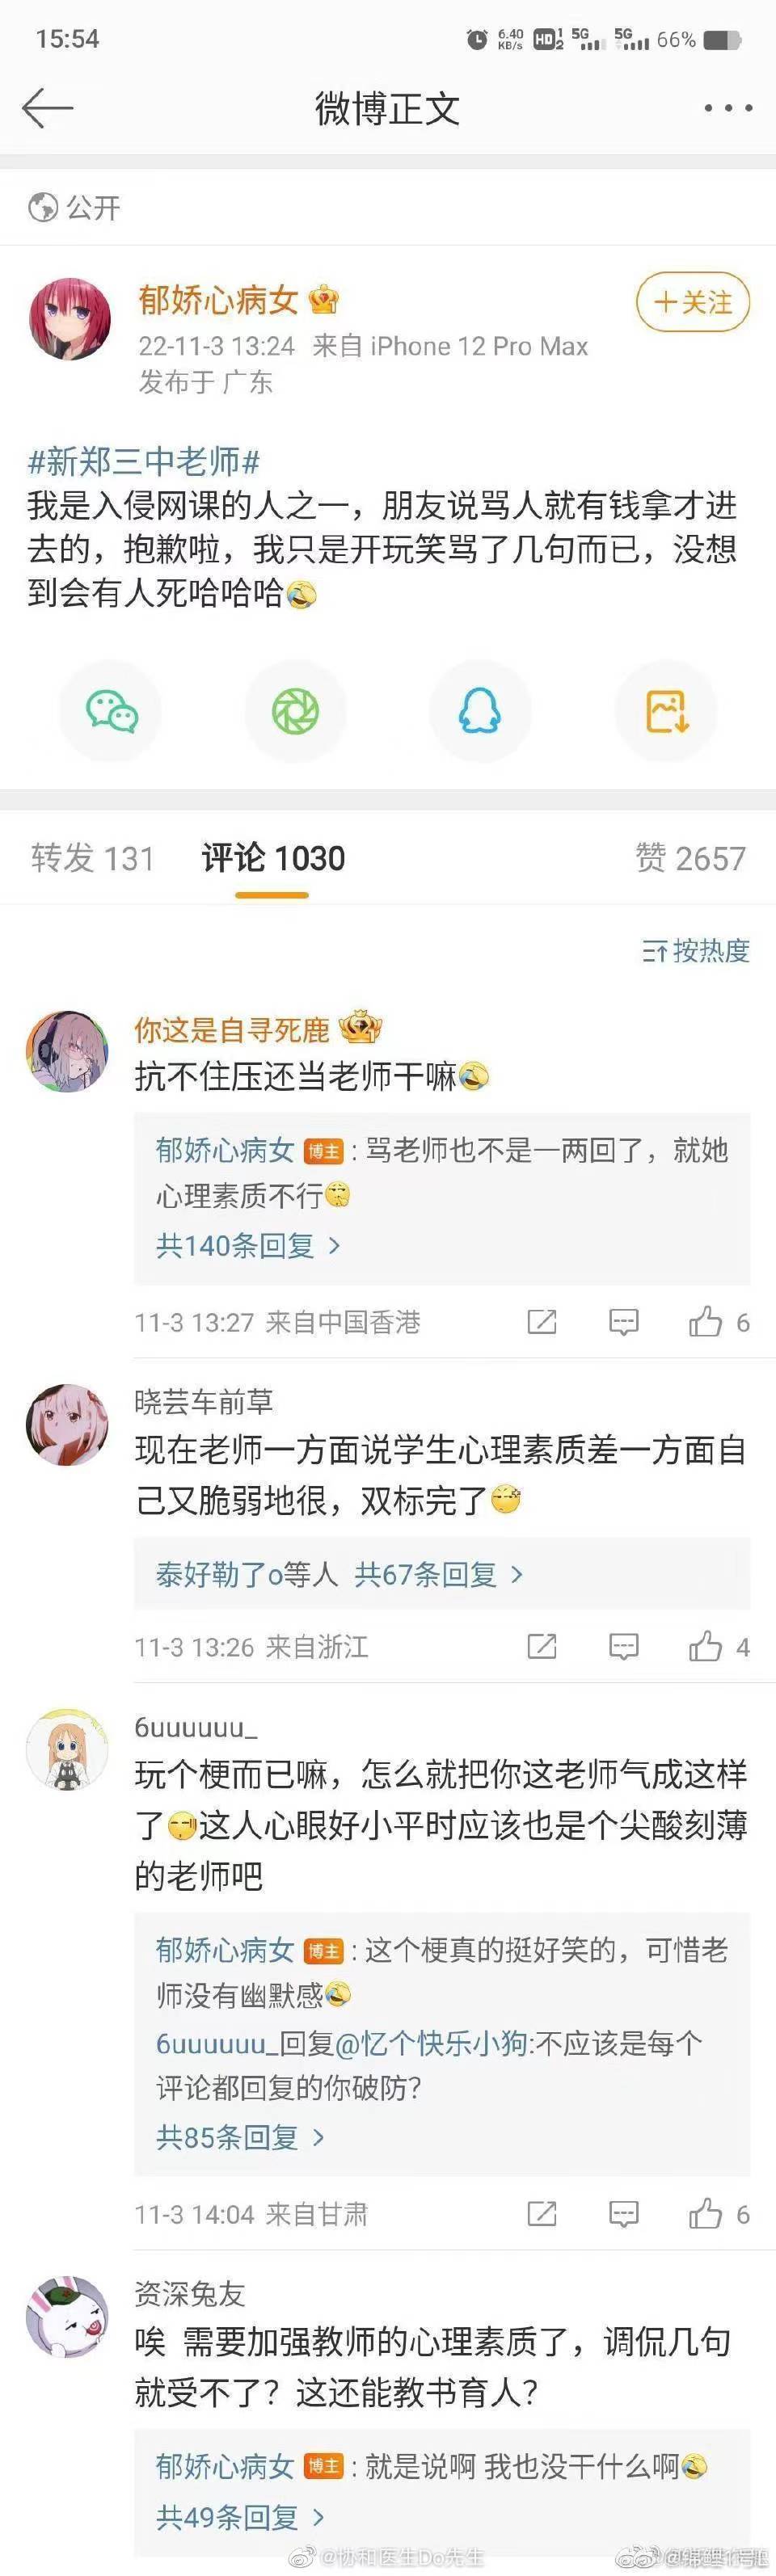 15:54
6.40
KB/s
HD 1
2
5G
5G
66%
微博正文
公开
郁娇心病女
+关注
22-11-3 13:24 来自 iPhone 12 Pro Max
发布于 广东
#新郑三中老师#
我是入侵网课的人之一，朋友说骂人就有钱拿才进
去的，抱歉啦，我只是开玩笑骂了几句而已，没想
到会有人死哈哈哈🤣
转发 131
评论 1030
赞 2657
按热度
你这是自寻死鹿
抗不住压还当老师干嘛🤣
郁娇心病女 博主 : 骂老师也不是一两回了，就她
心理素质不行
共140条回复 >
11-3 13:27 来自中国香港
6
晓芸车前草
现在老师一方面说学生心理素质差一方面自
己又脆弱地很，双标完了
泰好勒了o等人 共67条回复 >
11-3 13:26 来自浙江
4
6uuuuuu_
玩个梗而已嘛，怎么就把你这老师气成这样
了这人心眼好小平时应该也是个尖酸刻薄
的老师吧
郁娇心病女 博主 : 这个梗真的挺好笑的，可惜老
师没有幽默感🤣
6uuuuuu_回复@忆个快乐小狗:不应该是每个
评论都回复的你破防？
共85条回复 >
11-3 14:04 来自甘肃
6
资深兔友
唉 需要加强教师的心理素质了，调侃几句
就受不了？这还能教书育人？
郁娇心病女 博主 : 就是说啊 我也没干什么啊🤣
共49条回复 >
@协和医生Do先生